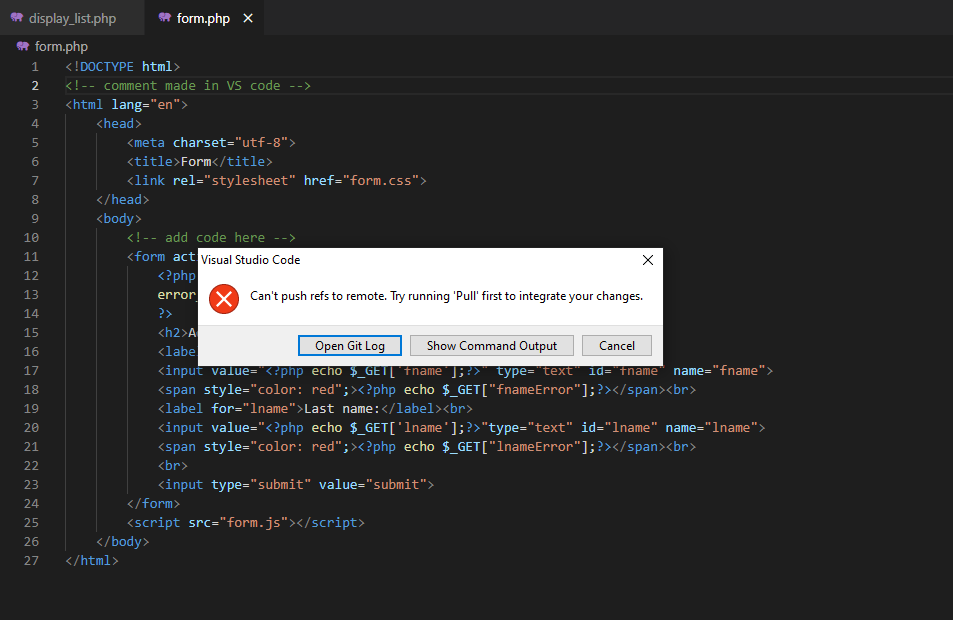 display_list.php
form.php
form.php
1 <!DOCTYPE html>
2 <!-- comment made in VS code -->
3 <html lang="en">
4 <head>
5 <meta charset="utf-8">
6 <title>Form</title>
7 <link rel="stylesheet" href="form.css">
8 </head>
9 <body>
10 <!-- add code here -->
11 <form act
12 <?php
13 error_
14 ?>
15 <h2>A
16 <labe
Visual Studio Code
Can't push refs to remote. Try running 'Pull' first to integrate your changes.
Open Git Log
Show Command Output
Cancel
17 <input value="<?php echo $_GET['fname'];?>" type="text" id="fname" name="fname">
18 <span style="color: red";><?php echo $_GET["fnameError"];?></span><br>
19 <label for="lname">Last name:</label><br>
20 <input value="<?php echo $_GET['lname'];?>"type="text" id="lname" name="lname">
21 <span style="color: red";><?php echo $_GET["lnameError"];?></span><br>
22 <br>
23 <input type="submit" value="submit">
24 </form>
25 <script src="form.js"></script>
26 </body>
27 </html>